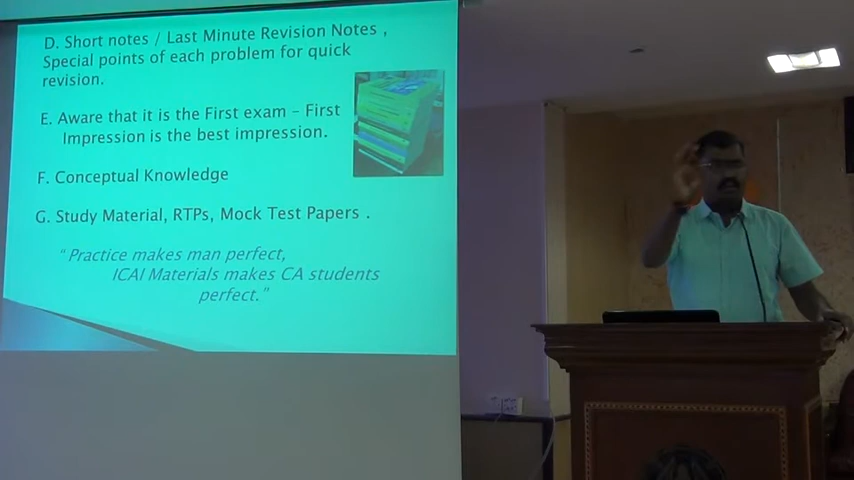 D. Short notes / Last Minute Revision Notes ,
Special points of each problem for quick
revision.
E. Aware that it is the First exam – First
Impression is the best impression.
F. Conceptual Knowledge
G. Study Material, RTPs, Mock Test Papers .
“ Practice makes man perfect,
ICAI Materials makes CA students
perfect.”